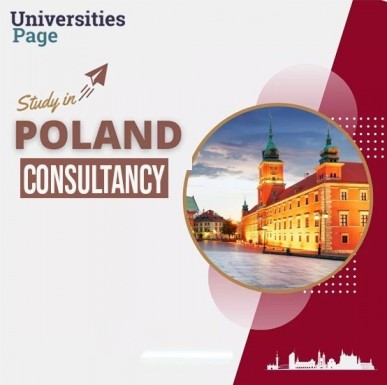 Universities
Page
Study in
POLAND
CONSULTANCY